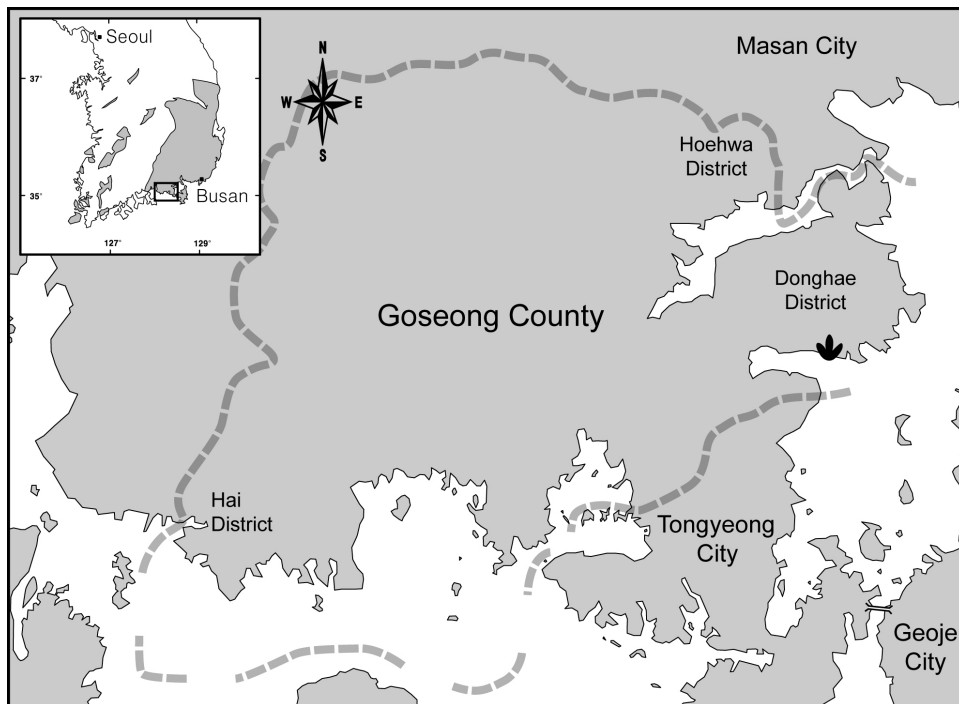 Seoul
37°
35°
Busan
127°
129°
N
W
E
S
Masan City
Hoehwa
District
Donghae
District
Goseong County
Hai
District
Tongyeong
City
Geoje
City